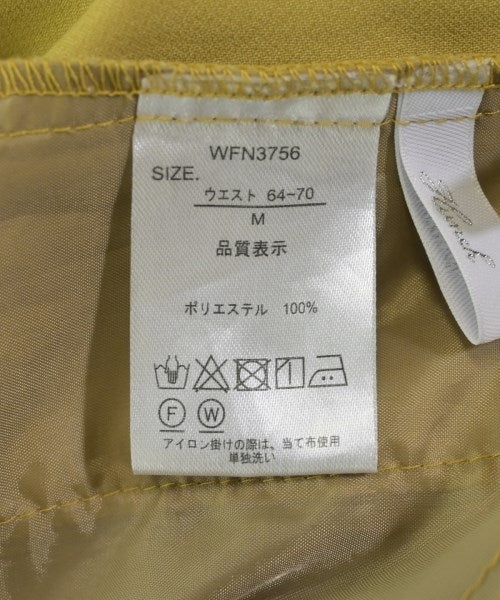 WFN3756
SIZE.
ウエスト 64~70
M
品質表示
ポリエステル 100%
F W
アイロン掛けの際は、当て布使用
単独洗い